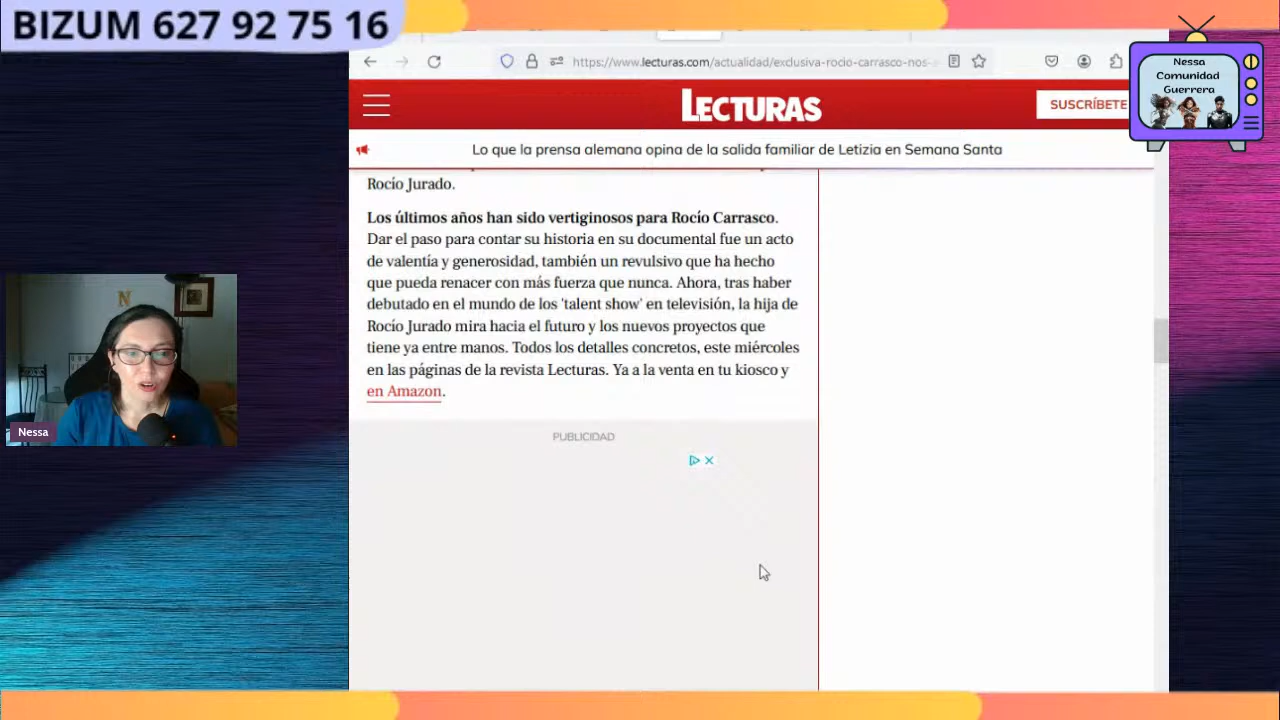 BIZUM 627 92 75 16
https://www.lecturas.com/actualidad/exclusiva-rocio-carrasco-nos-
LECTURAS
SUSCRÍBETE
Nessa
Comunidad
Guerrera
Lo que la prensa alemana opina de la salida familiar de Letizia en Semana Santa
Rocío Jurado.
Los últimos años han sido vertiginosos para Rocío Carrasco.
Dar el paso para contar su historia en su documental fue un acto
de valentía y generosidad, también un revulsivo que ha hecho
que pueda renacer con más fuerza que nunca. Ahora, tras haber
debutado en el mundo de los 'talent show' en televisión, la hija de
Rocío Jurado mira hacia el futuro y los nuevos proyectos que
tiene ya entre manos. Todos los detalles concretos, este miércoles
en las páginas de la revista Lecturas. Ya a la venta en tu kiosco y
en Amazon.
PUBLICIDAD
N
Nessa